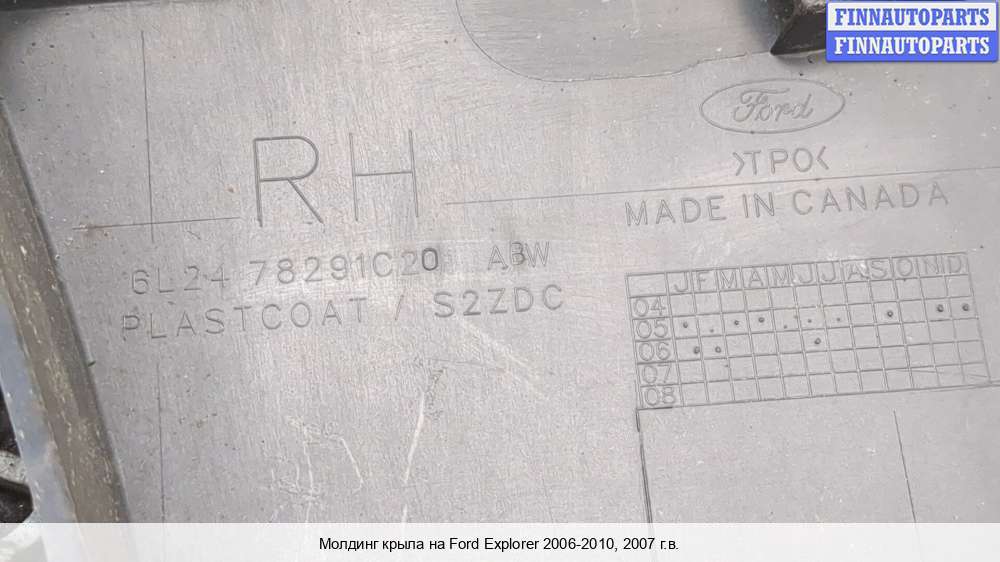 FINNAUTOPARTS
FINNAUTOPARTS
Ford
>TPO<
RH
MADE IN CANADA
6L24 78291C20 ABW
PLASTCOAT / S2ZDC
J F M A M J J A S O N D
04
05
06
07
08
Молдинг крыла на Ford Explorer 2006-2010, 2007 г.в.